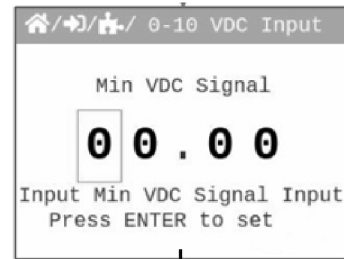 / / / 0-10 VDC Input
Min VDC Signal
00.00
Input Min VDC Signal Input
Press ENTER to set